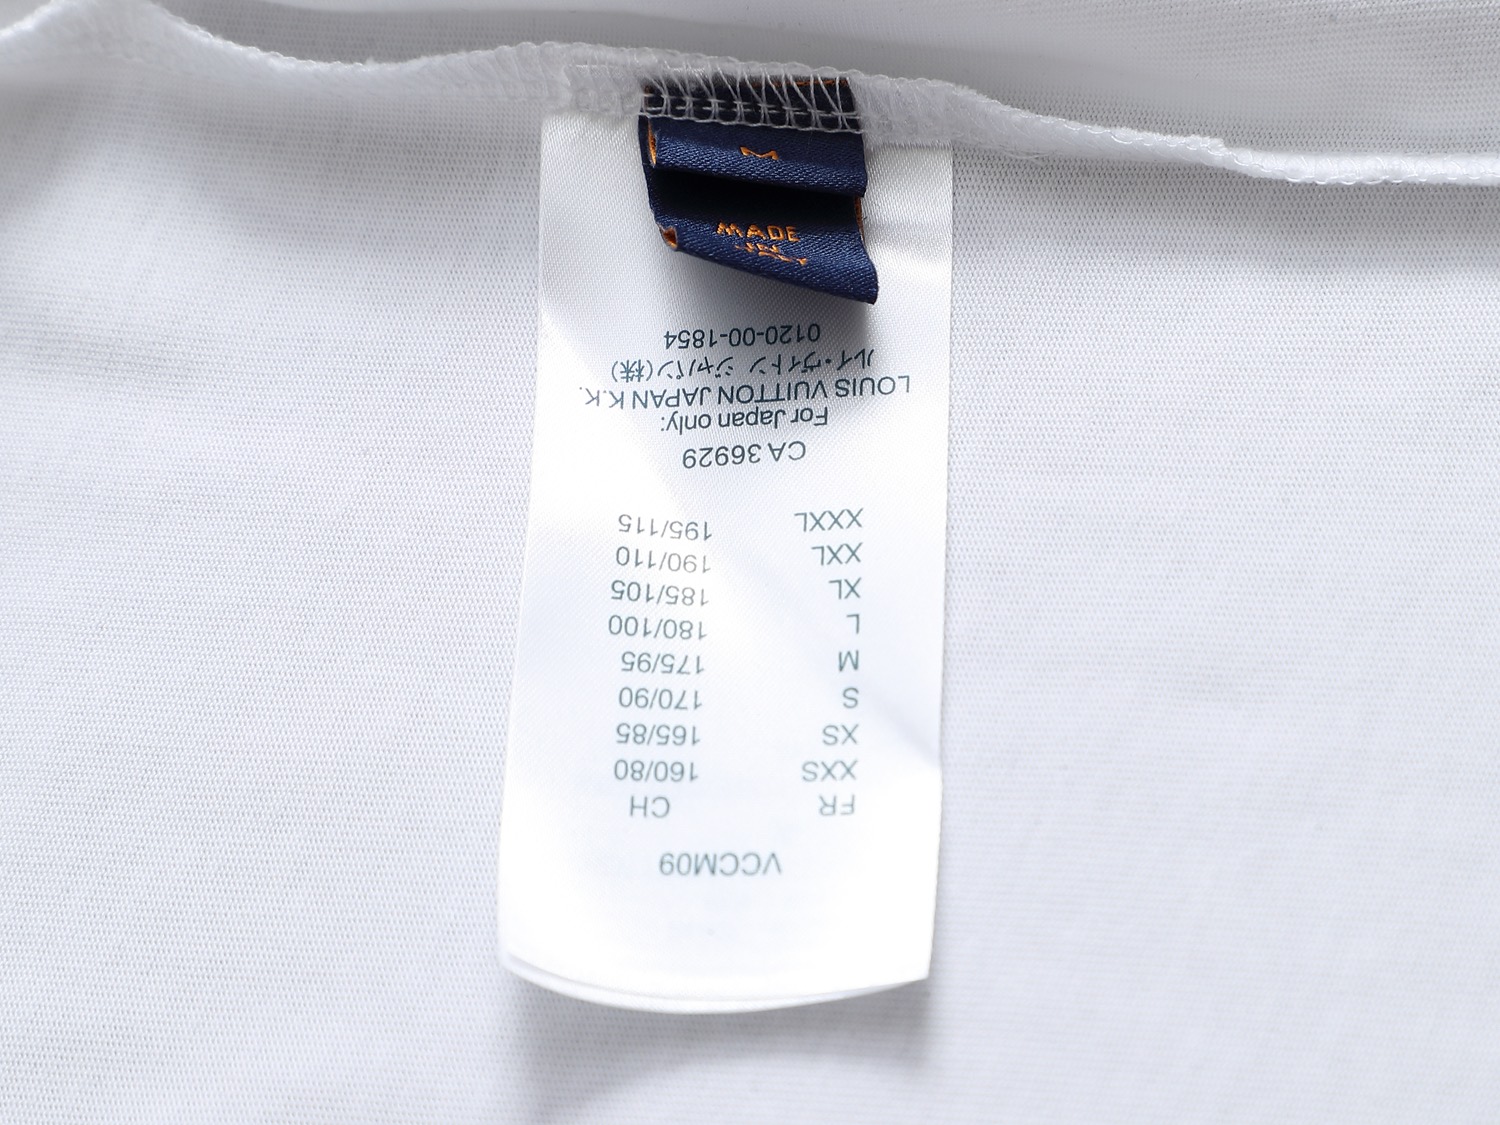 M
MADE
IN
VCCM09
FR CH
XXS 160/80
XS 165/85
S 170/90
M 175/95
L 180/100
XL 185/105
XXL 190/110
XXXL 195/115
CA 36929
For Japan only:
LOUIS VUITTON JAPAN K.K.
ルイ・ヴィトン ジャパン(株)
0120-00-1854